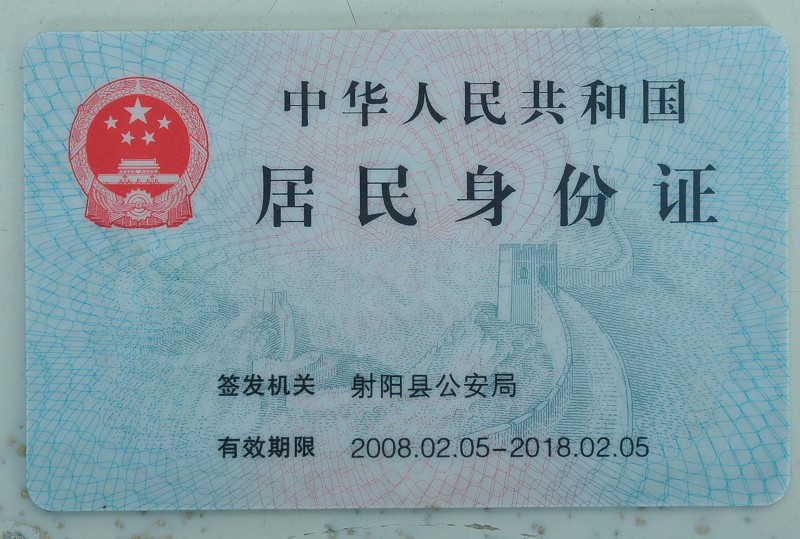 中华人民共和国
居民身份证
签发机关 射阳县公安局
有效期限 2008.02.05-2018.02.05